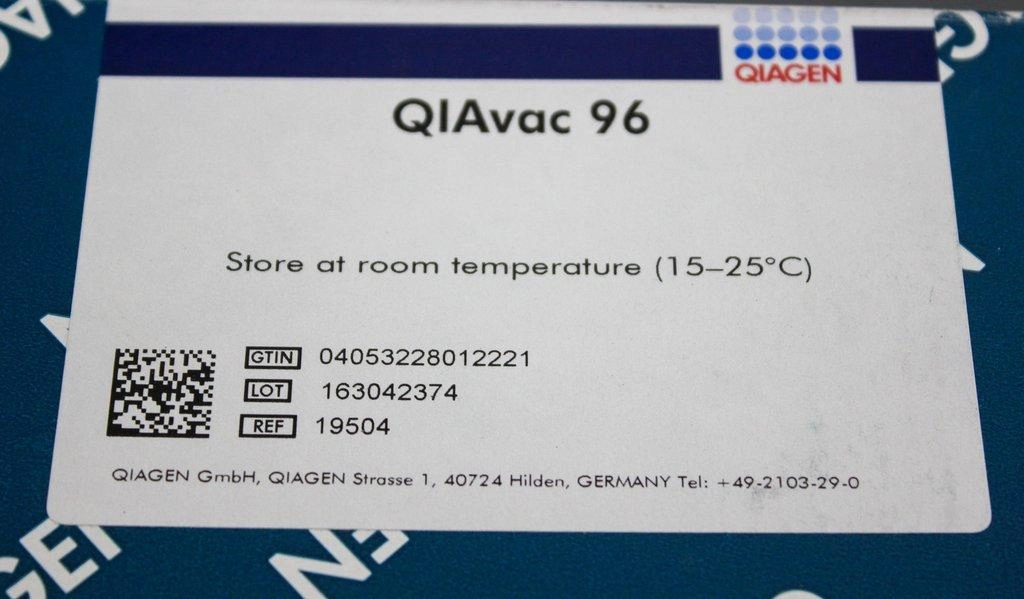 QIAGEN
QIAvac 96
Store at room temperature (15–25°C)
GTIN 04053228012221
LOT 163042374
REF 19504
QIAGEN GmbH, QIAGEN Strasse 1, 40724 Hilden, GERMANY Tel: +49-2103-29-0